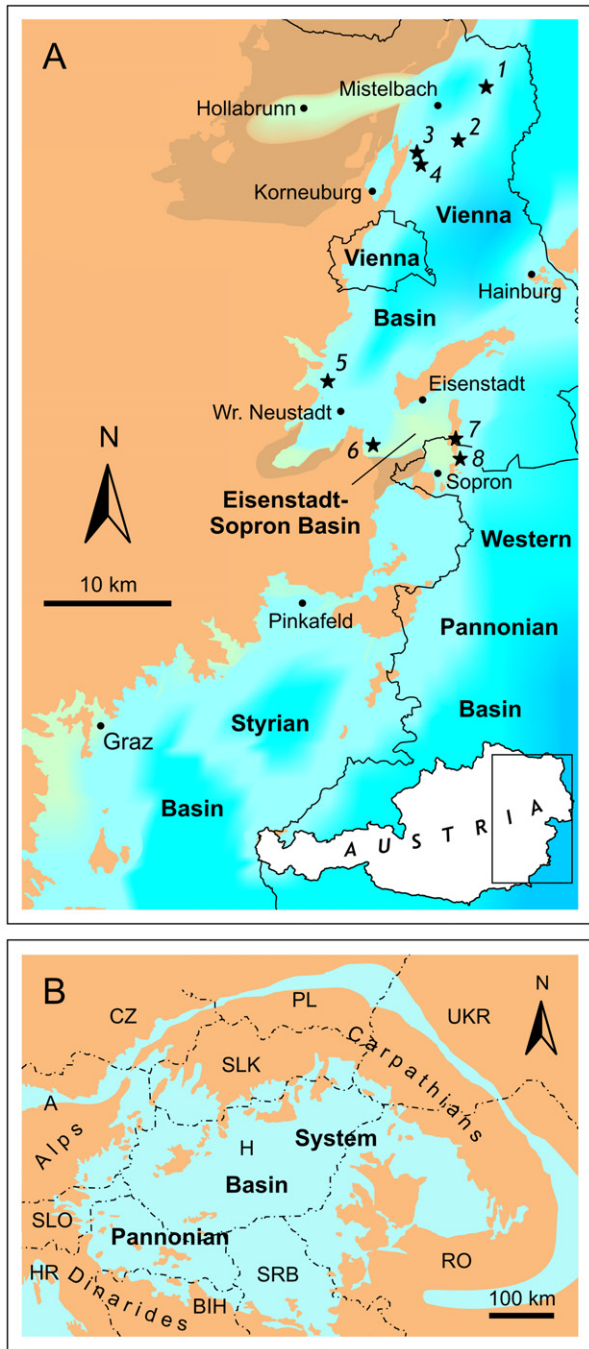 A
1
Mistelbach
Hollabrunn
2
3
4
Korneuburg
Vienna
Vienna
Hainburg
Basin
5
Eisenstadt
Wr. Neustadt
N
7
6
8
Sopron
Eisenstadt-
Sopron Basin
Western
10 km
Pinkafeld
Pannonian
Styrian
Basin
Graz
Basin
AUSTRIA
B
N
PL
CZ
UKR
SLK
Carpathians
A
Alps
System
H
Basin
SLO
Pannonian
RO
HR
SRB
Dinarides
BIH
100 km